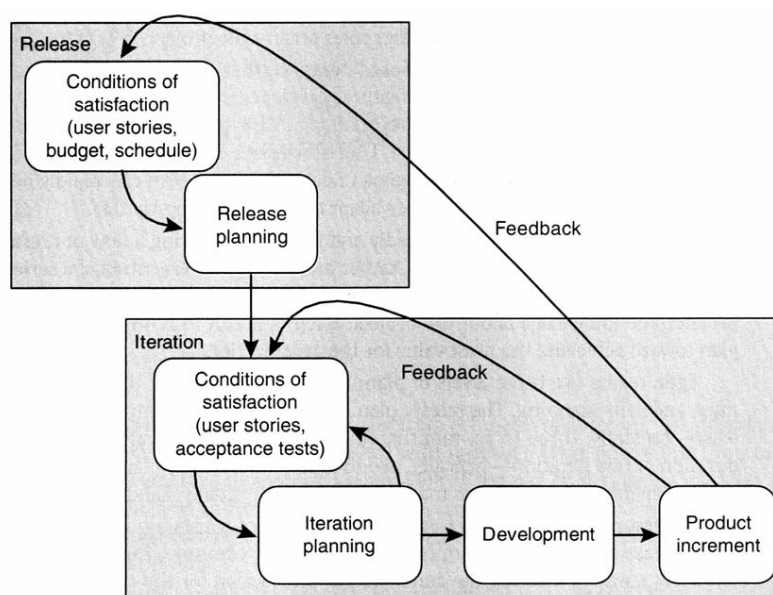 Release
Conditions of
satisfaction
(user stories,
budget, schedule)
Release
planning
Feedback
Iteration
Feedback
Conditions of
satisfaction
(user stories,
acceptance tests)
Iteration
planning
Development
Product
increment